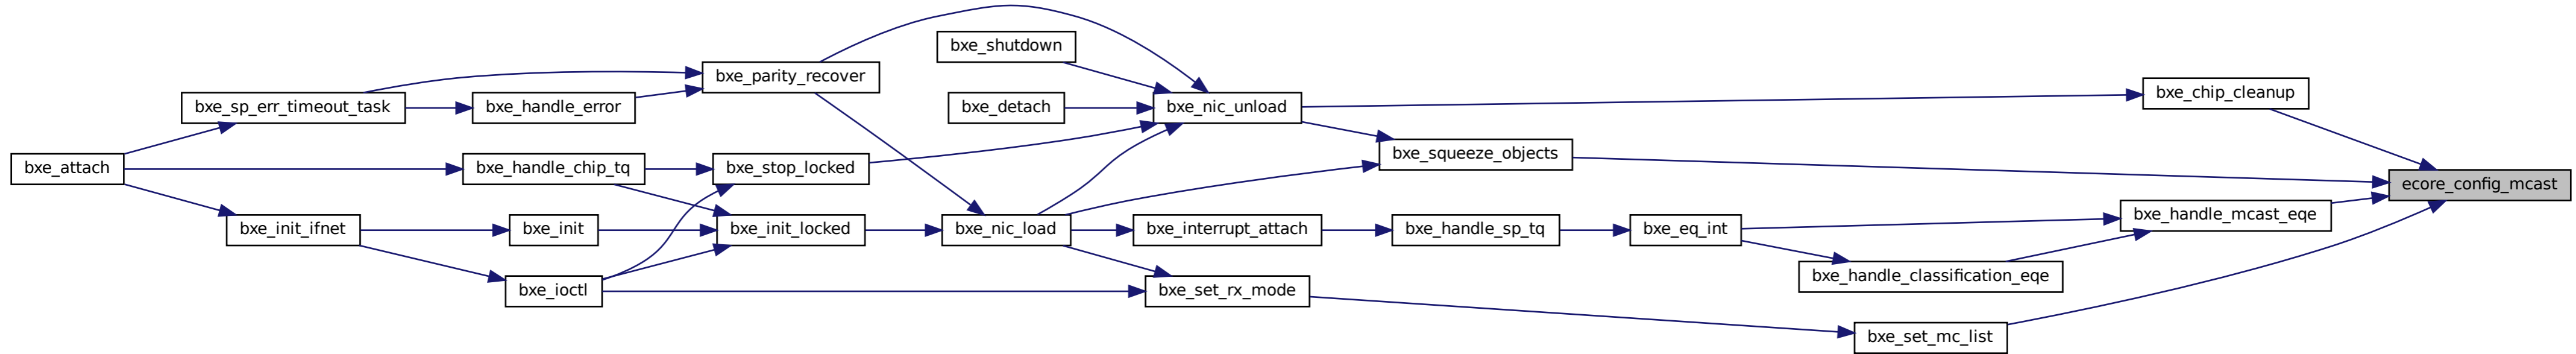 bxe_shutdown
bxe_parity_recover
bxe_chip_cleanup
bxe_sp_err_timeout_task
bxe_handle_error
bxe_detach
bxe_nic_unload
bxe_squeeze_objects
bxe_attach
bxe_handle_chip_tq
bxe_stop_locked
ecore_config_mcast
bxe_handle_mcast_eqe
bxe_init_ifnet
bxe_init
bxe_init_locked
bxe_nic_load
bxe_interrupt_attach
bxe_handle_sp_tq
bxe_eq_int
bxe_handle_classification_eqe
bxe_ioctl
bxe_set_rx_mode
bxe_set_mc_list